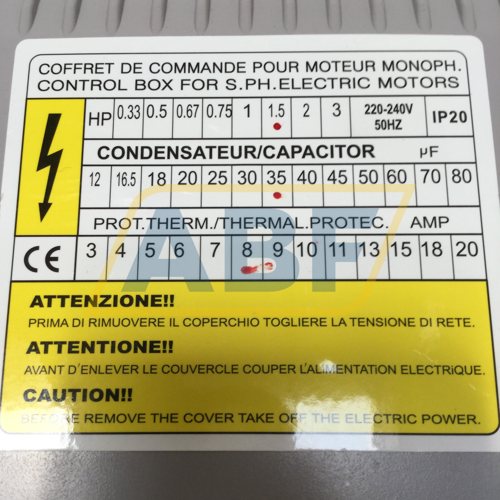 COFFRET DE COMMANDE POUR MOTEUR MONOPH.
CONTROL BOX FOR S.PH.ELECTRIC MOTORS
HP 0.33 0.5 0.67 0.75 1 1.5 2 3 220-240V 50HZ IP20
CONDENSATEUR/CAPACITOR µF
12 16.5 18 20 25 30 35 40 45 50 60 70 80
PROT.THERM./THERMAL.PROTEC. AMP
CE 3 4 5 6 7 8 9 10 11 13 15 18 20
ABF
ATTENZIONE!!
PRIMA DI RIMUOVERE IL COPERCHIO TOGLIERE LA TENSIONE DI RETE.
ATTENTIONE!!
AVANT D'ENLEVER LE COUVERCLE COUPER L'ALIMENTATION ELECTRiQUE.
CAUTION!!
BEFORE REMOVE THE COVER TAKE OFF THE ELECTRIC POWER.